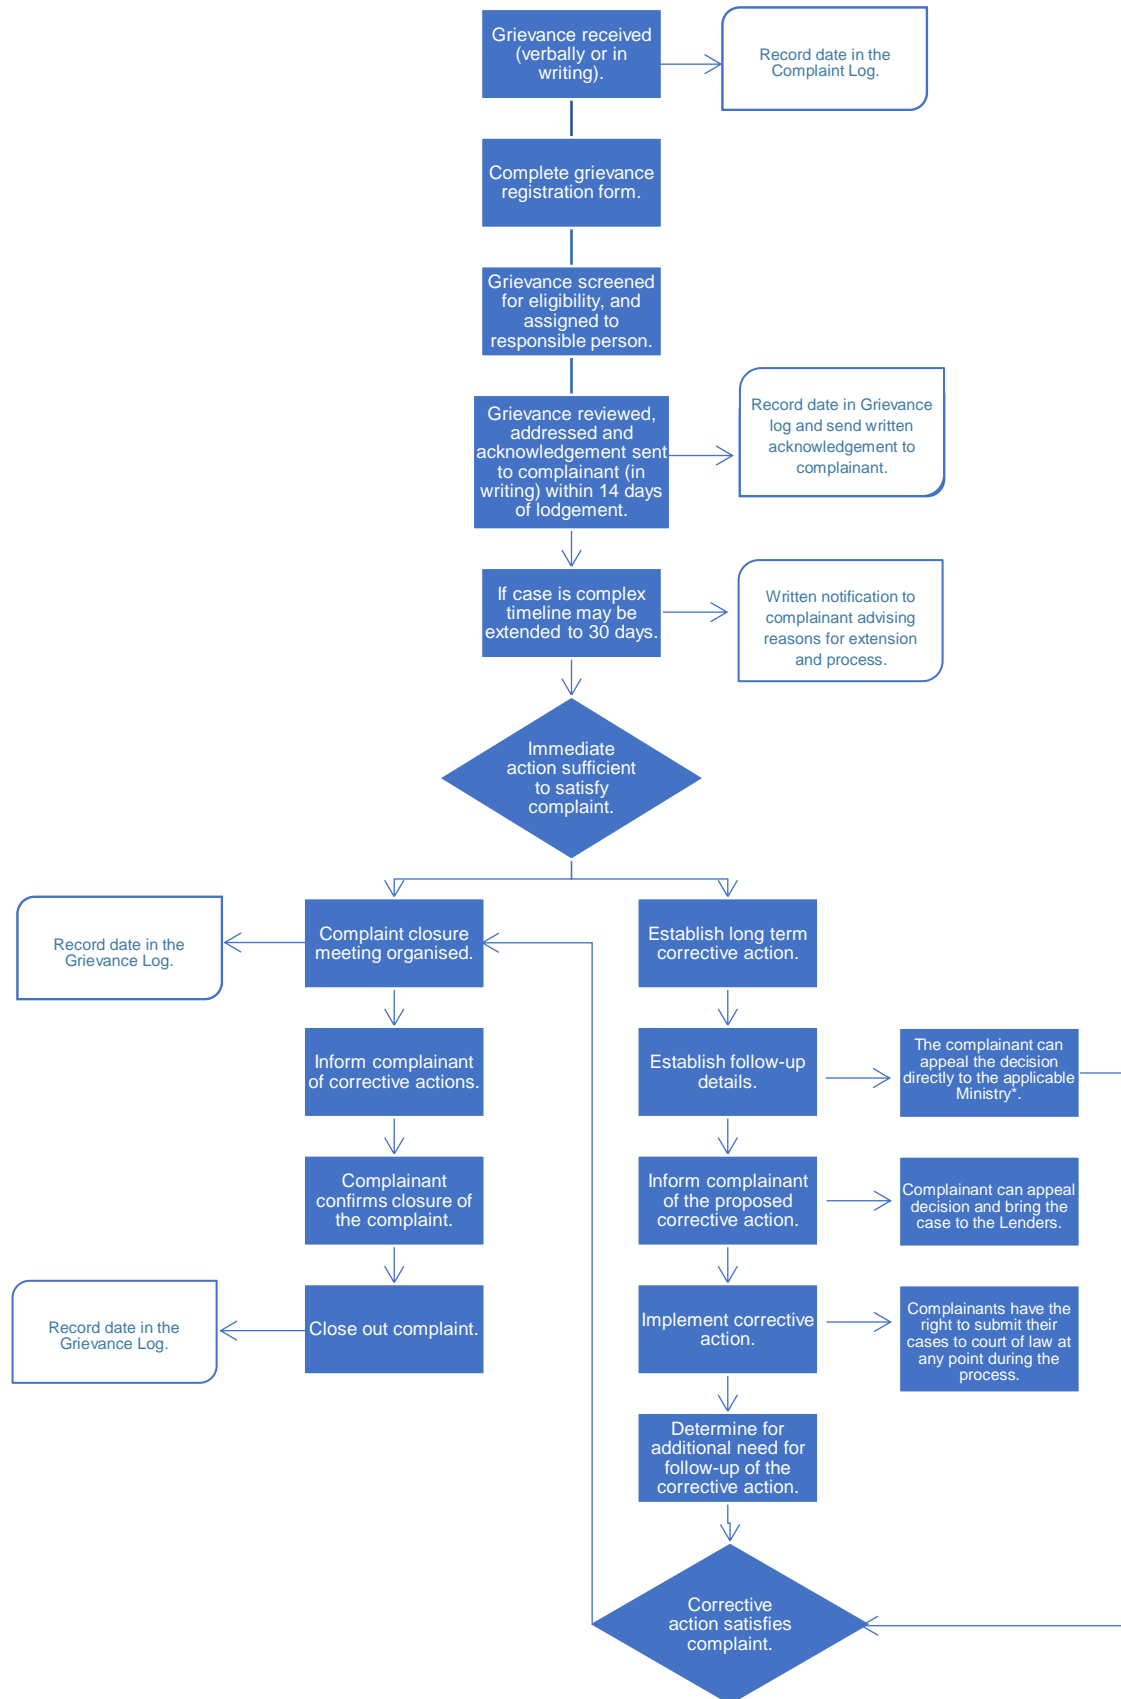 Grievance received
(verbally or in
writing).
Record date in the
Complaint Log.
Complete grievance
registration form.
Grievance screened
for eligibility, and
assigned to
responsible person.
Grievance reviewed,
addressed and
acknowledgement sent
to complainant (in
writing) within 14 days
of lodgement.
Record date in Grievance
log and send written
acknowledgement to
complainant.
If case is complex
timeline may be
extended to 30 days.
Written notification to
complainant advising
reasons for extension
and process.
Immediate
action sufficient
to satisfy
complaint.
Record date in the
Grievance Log.
Complaint closure
meeting organised.
Establish long term
corrective action.
Inform complainant
of corrective actions.
Establish follow-up
details.
The complainant can
appeal the decision
directly to the applicable
Ministry*.
Complainant
confirms closure of
the complaint.
Inform complainant
of the proposed
corrective action.
Complainant can appeal
decision and bring the
case to the Lenders.
Record date in the
Grievance Log.
Close out complaint.
Implement corrective
action.
Complainants have the
right to submit their
cases to court of law at
any point during the
process.
Determine for
additional need for
follow-up of the
corrective action.
Corrective
action satisfies
complaint.